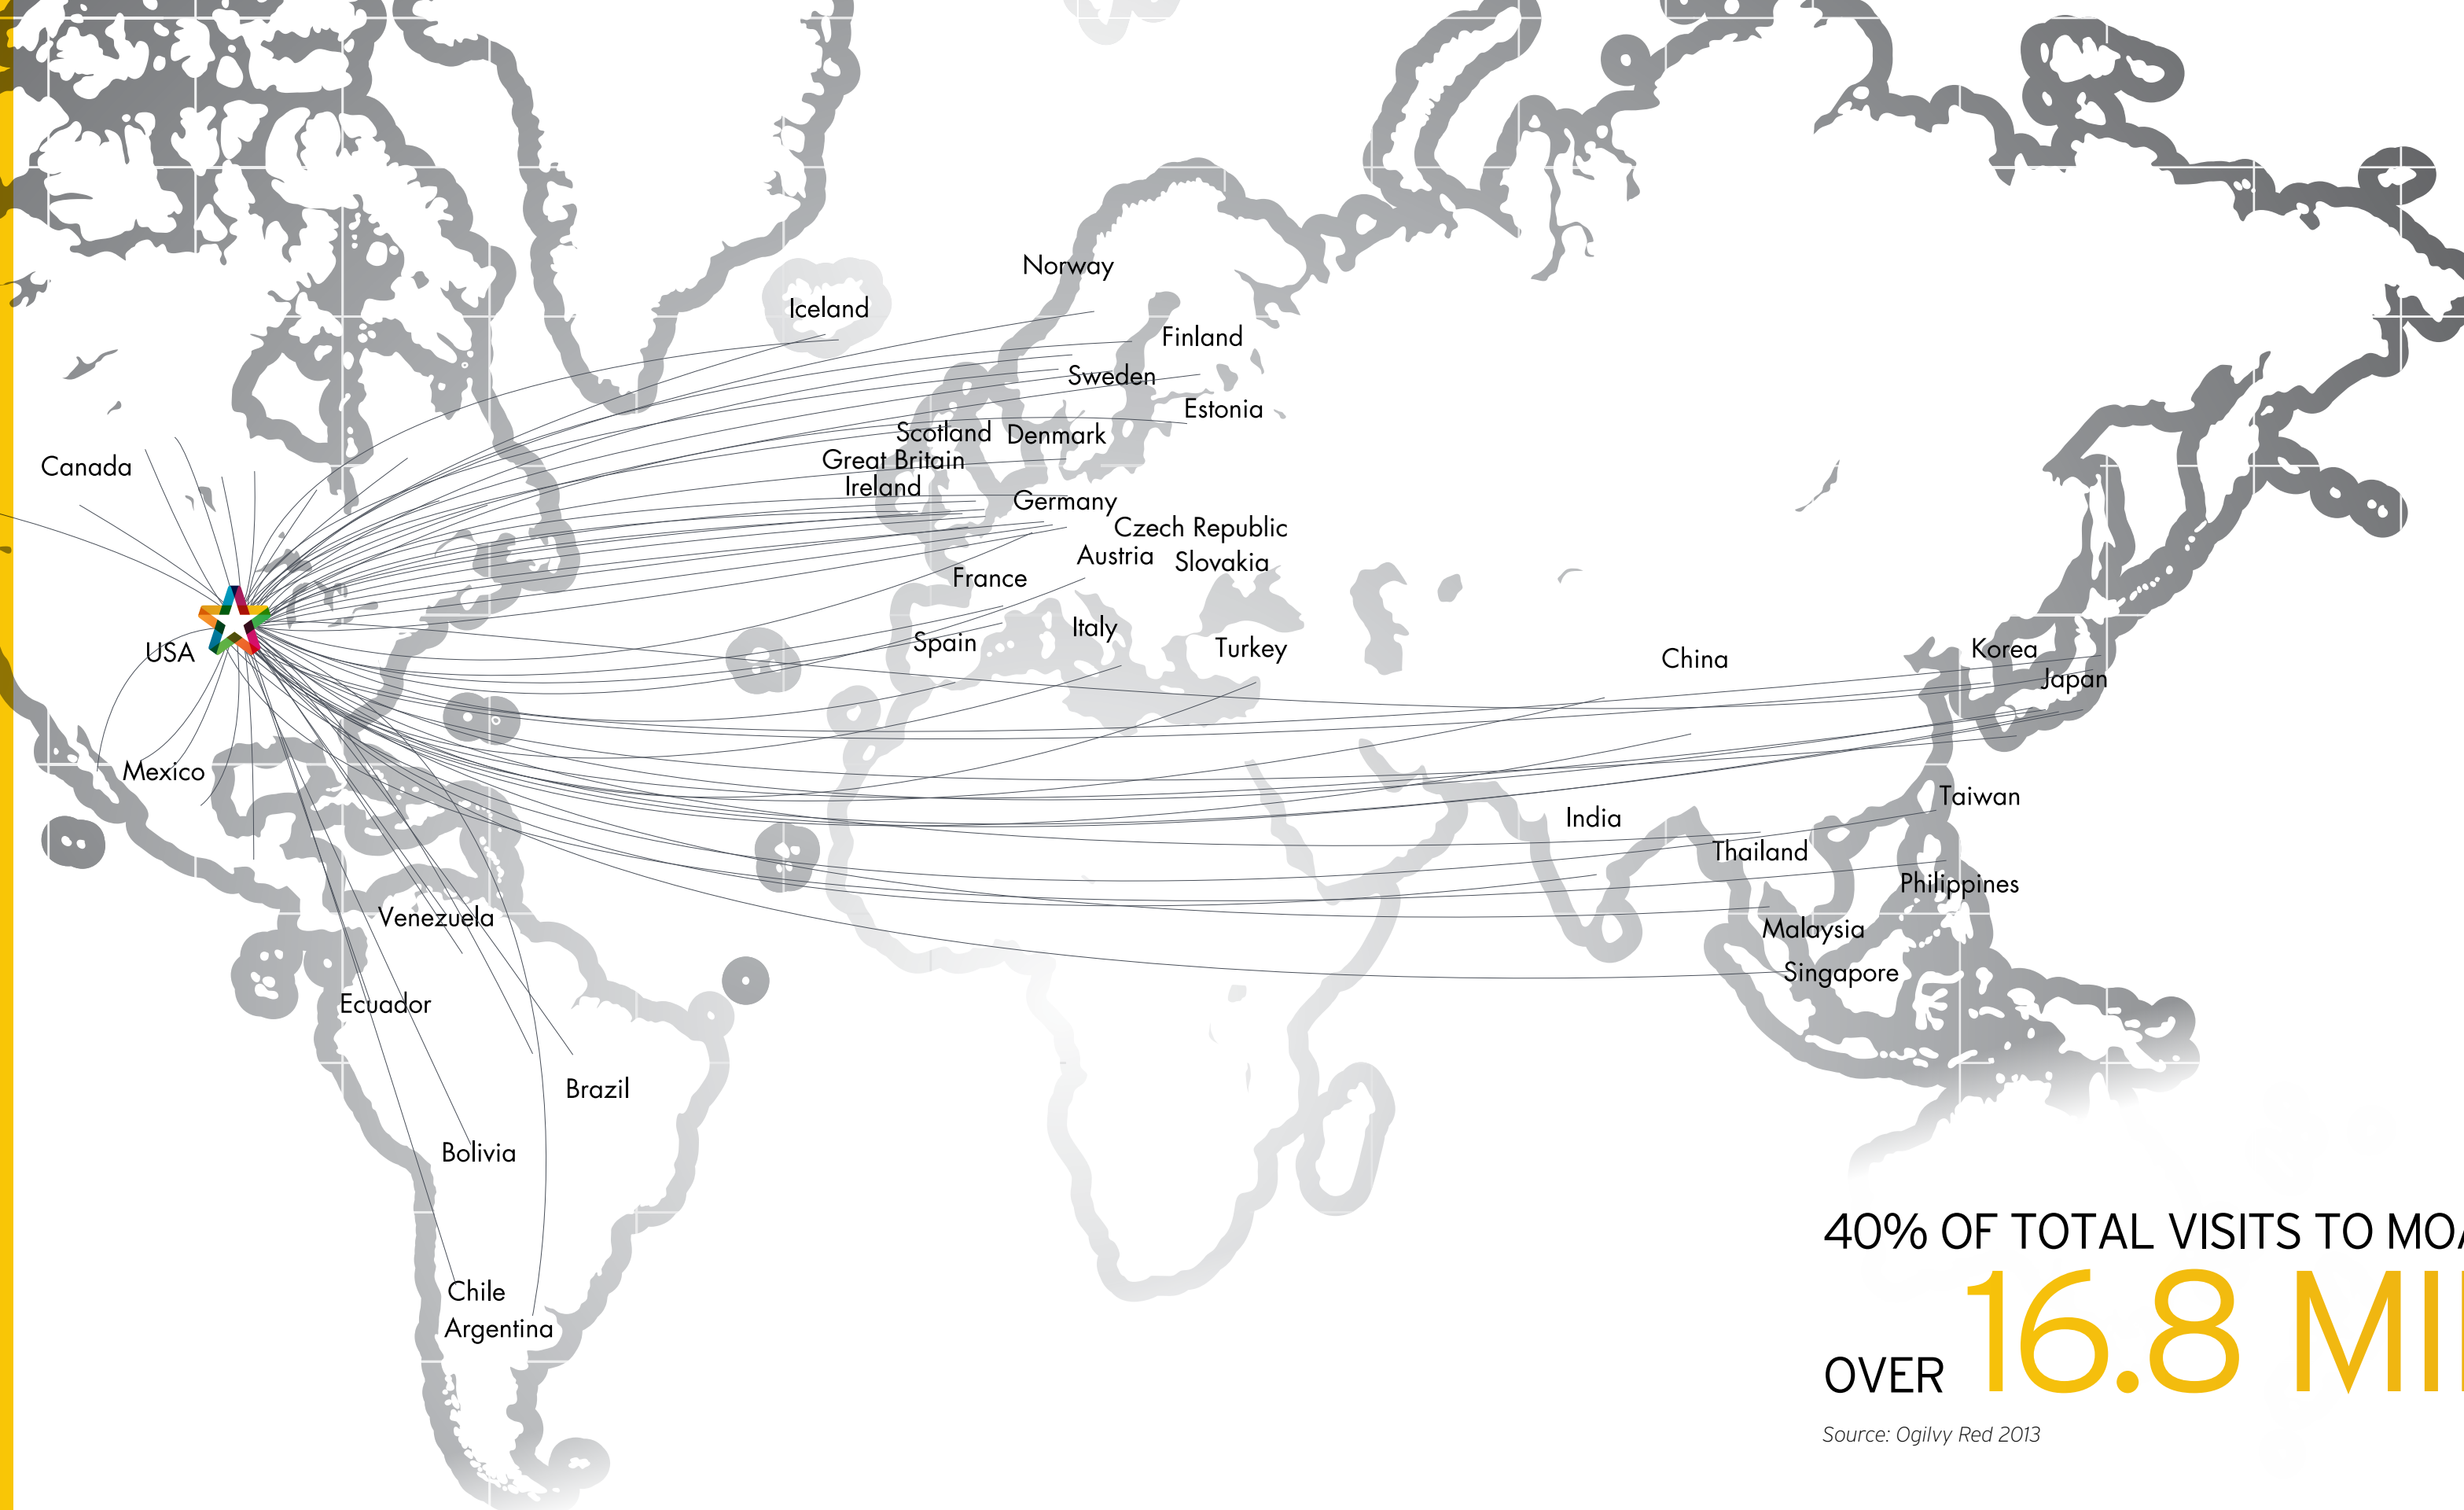 Norway
Iceland
Finland
Sweden
Estonia
Scotland
Denmark
Great Britain
Canada
Ireland
Germany
Czech Republic
Austria
Slovakia
France
Italy
Spain
Turkey
USA
China
Korea
Japan
Mexico
Taiwan
India
Thailand
Philippines
Venezuela
Malaysia
Singapore
Ecuador
Brazil
Bolivia
Chile
Argentina
40% OF TOTAL VISITS TO
OVER 16.8
Source: Ogilvy Red 2013